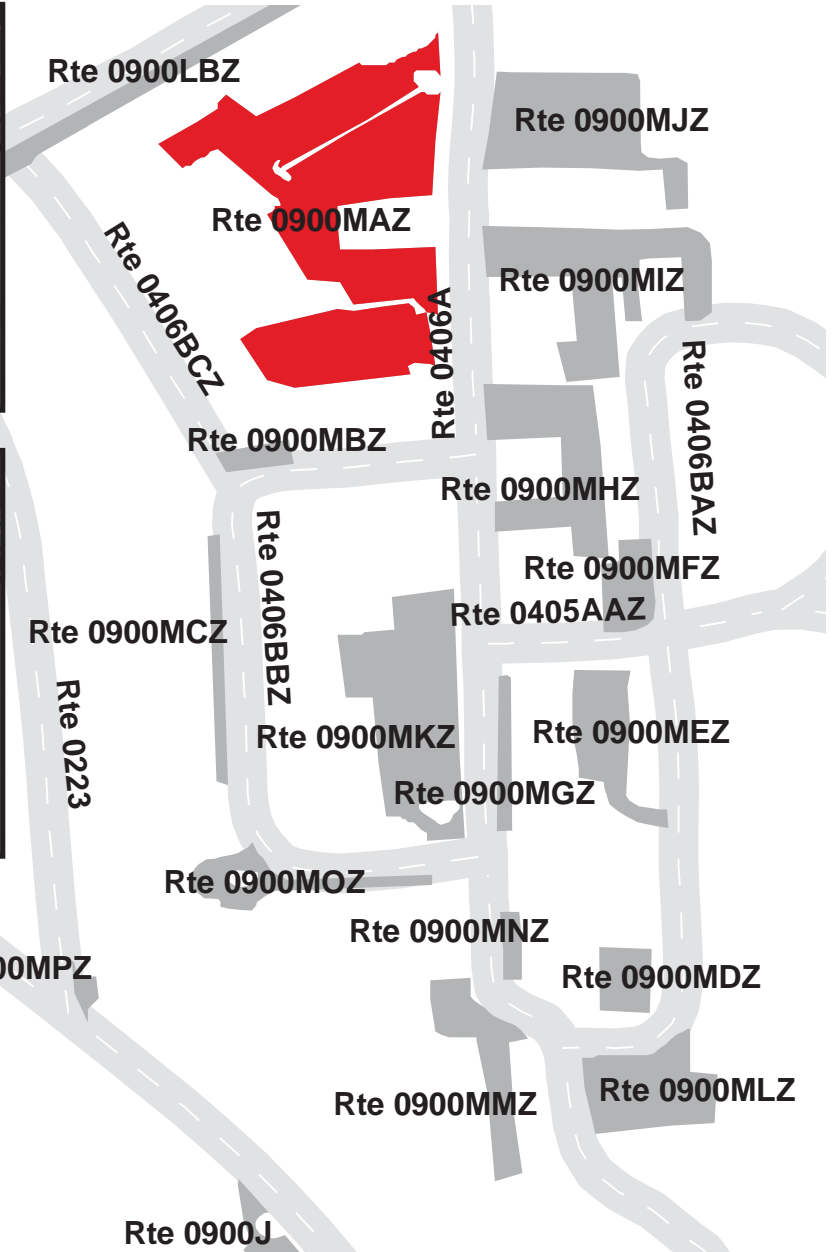 Rte 0900LBZ
Rte 0900MJZ
Rte 0900MAZ
Rte 0406BCZ
Rte 0900MIZ
Rte 0406A
Rte 0406BAZ
Rte 0900MBZ
Rte 0900MHZ
Rte 0900MFZ
Rte 0405AAZ
Rte 0406BBZ
Rte 0900MCZ
Rte 0223
Rte 0900MKZ
Rte 0900MEZ
Rte 0900MGZ
Rte 0900MOZ
Rte 0900MNZ
00MPZ
Rte 0900MDZ
Rte 0900MMZ
Rte 0900MLZ
Rte 0900J